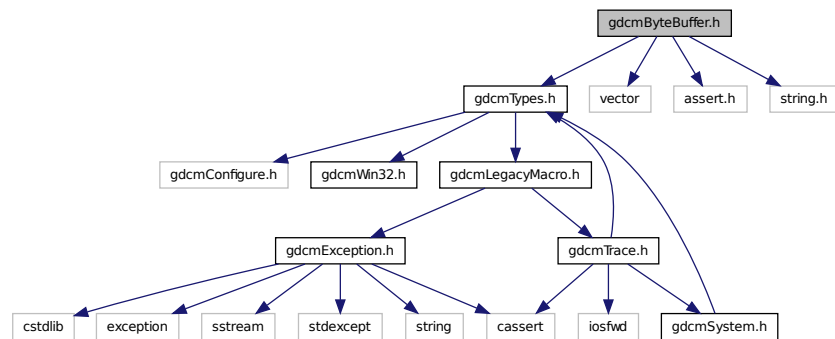 gdcmByteBuffer.h
gdcmTypes.h
vector
assert.h
string.h
gdcmConfigure.h
gdcmWin32.h
gdcmLegacyMacro.h
gdcmException.h
gdcmTrace.h
cstdlib
exception
sstream
stdexcept
string
cassert
iosfwd
gdcmSystem.h